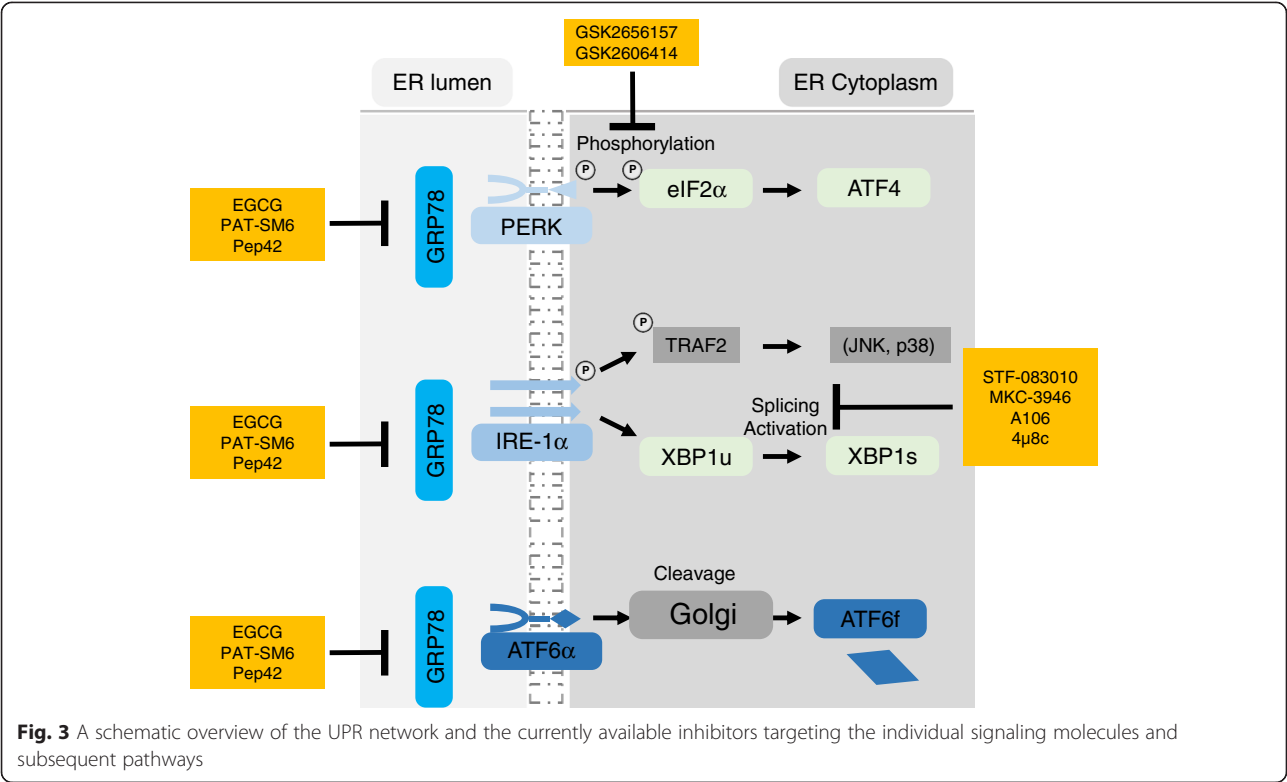 GSK2656157
GSK2606414
ER lumen
ER Cytoplasm
Phosphorylation
P
P
EGCG
PAT-SM6
Pep42
GRP78
PERK
eIF2α
ATF4
P
TRAF2
(JNK, p38)
P
EGCG
PAT-SM6
Pep42
GRP78
IRE-1α
Splicing
Activation
XBP1u
XBP1s
STF-083010
MKC-3946
A106
4µ8c
Cleavage
EGCG
PAT-SM6
Pep42
GRP78
ATF6α
Golgi
ATF6f
Fig. 3 A schematic overview of the UPR network and the currently available inhibitors targeting the individual signaling molecules and
subsequent pathways